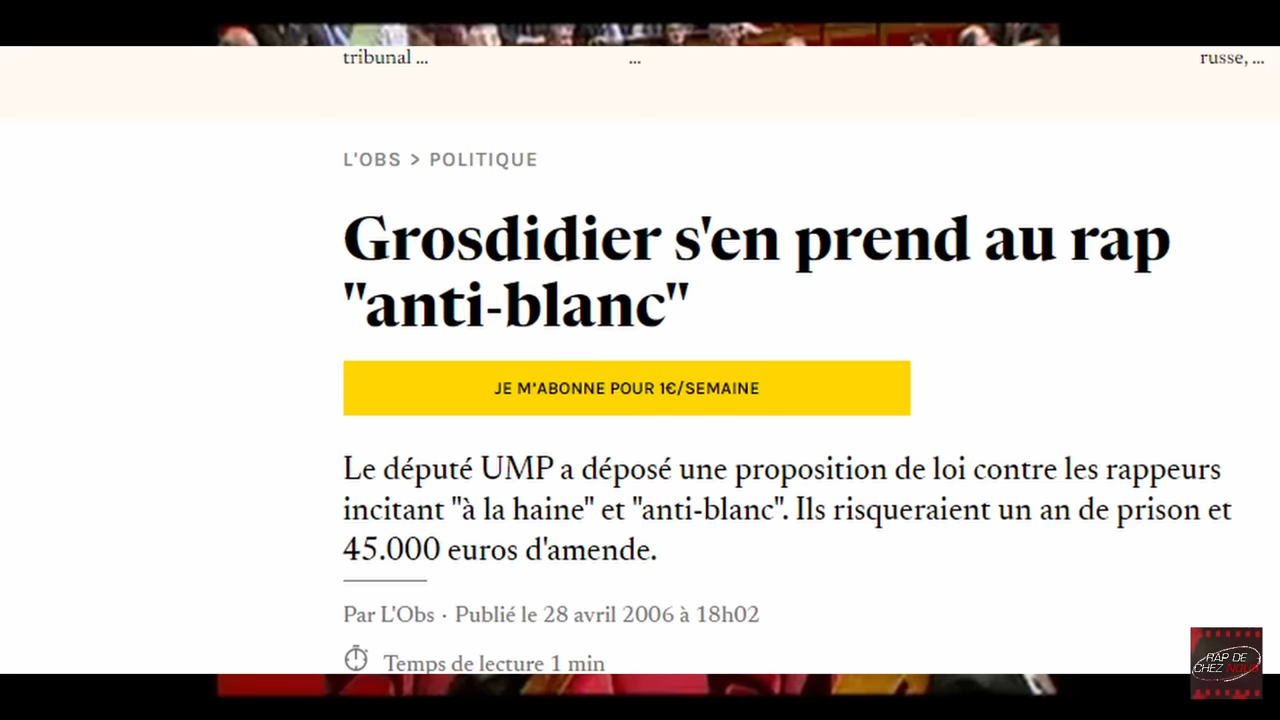 tribunal ...
...
russe, ...
L'OBS > POLITIQUE
Grosdidier s'en prend au rap
"anti-blanc"
JE M'ABONNE POUR 1€/SEMAINE
Le député UMP a déposé une proposition de loi contre les rappeurs
incitant "à la haine" et "anti-blanc". Ils risqueraient un an de prison et
45.000 euros d'amende.
Par L'Obs · Publié le 28 avril 2006 à 18h02
Temps de lecture 1 min
RAP DE
CHEZ NOUS